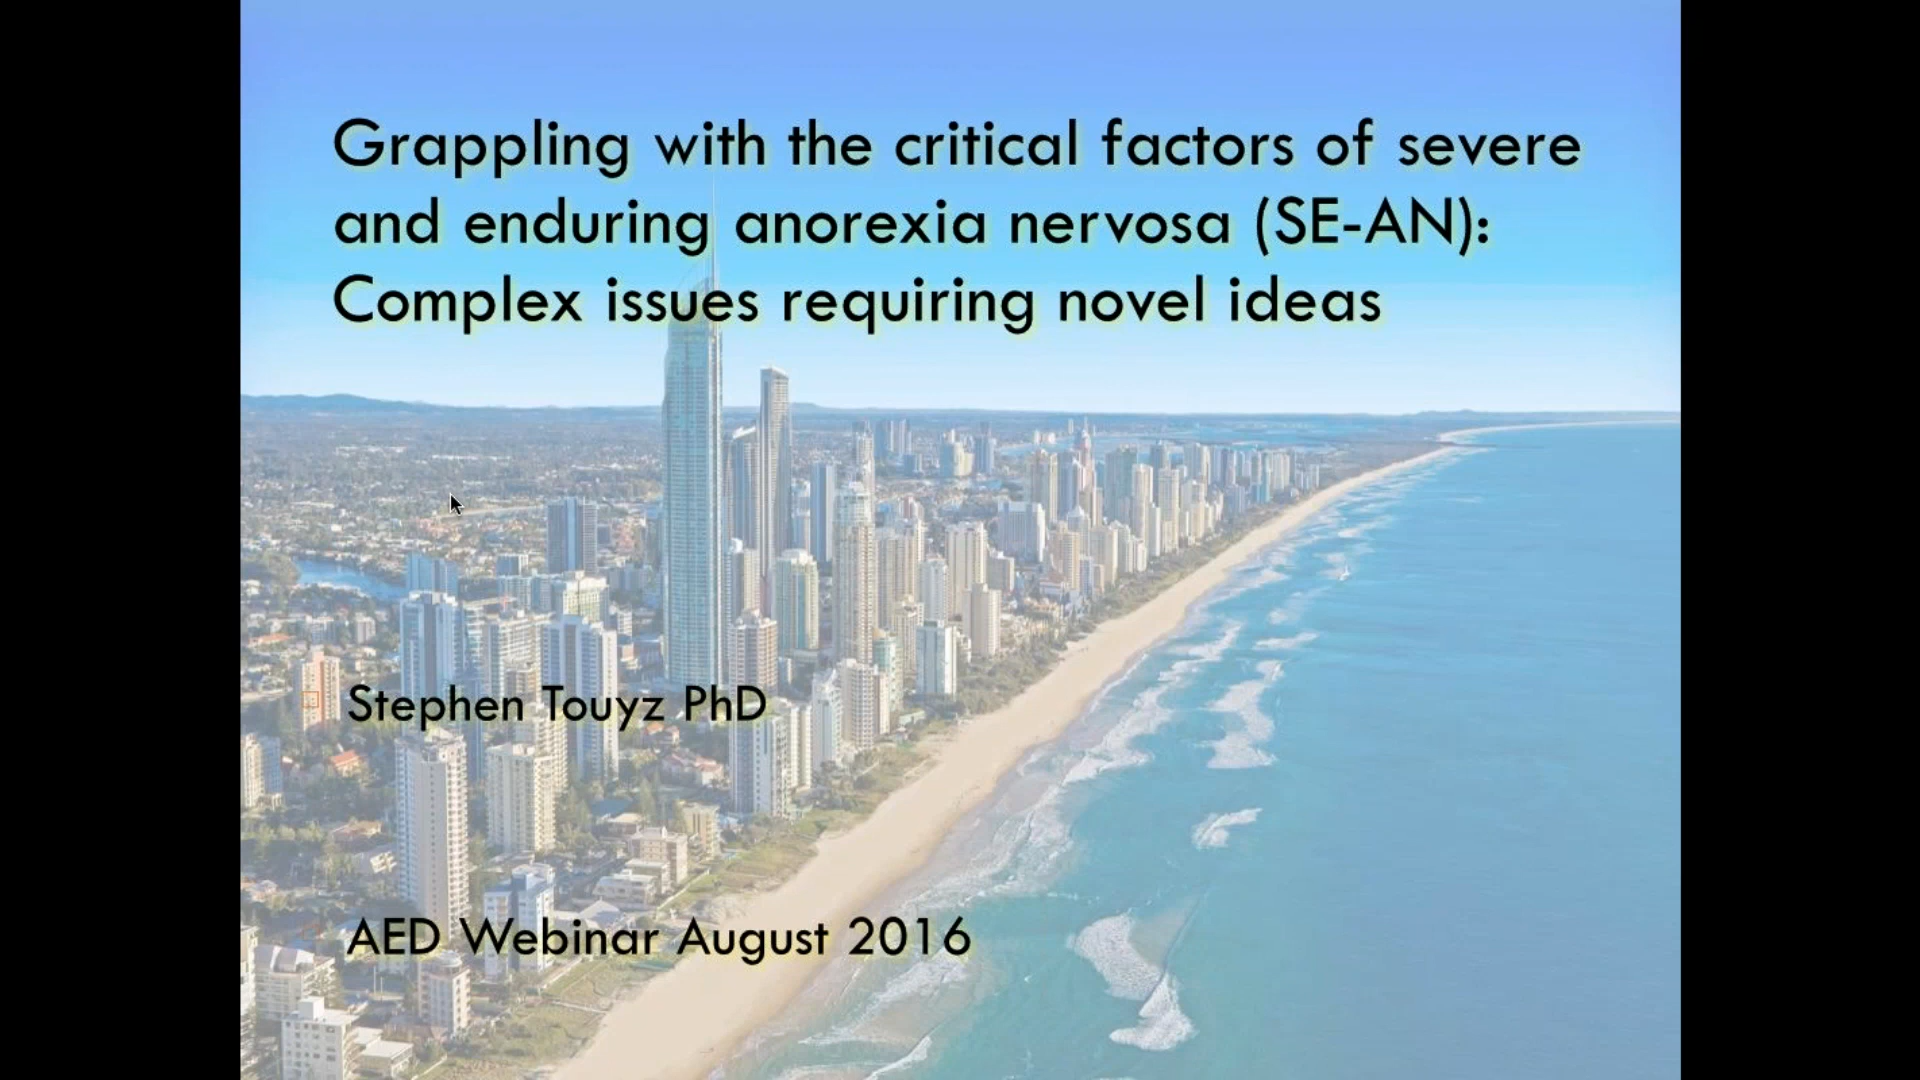 Grappling with the critical factors of severe
and enduring anorexia nervosa (SE-AN):
Complex issues requiring novel ideas
Stephen Touyz PhD
AED Webinar August 2016